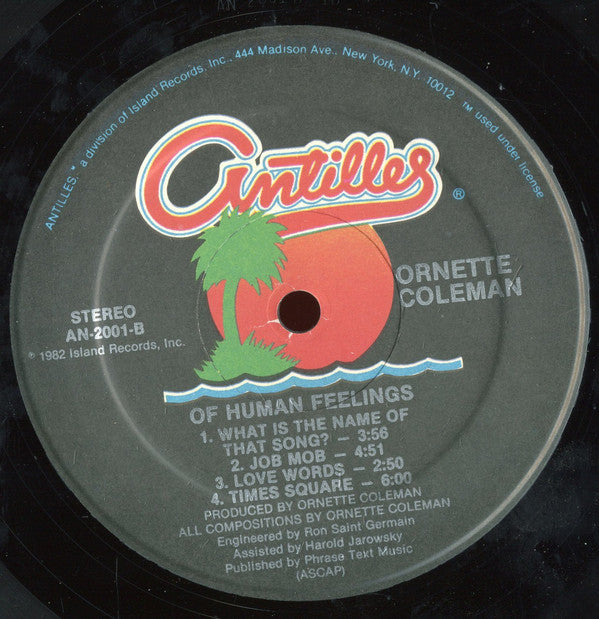 ANTILLES • a division of Island Records, Inc., 444 Madison Ave., New York, N.Y. 10012 ™ used under license
antilles ®
ORNETTE
COLEMAN
STEREO
AN-2001-B
℗ 1982 Island Records, Inc.
OF HUMAN FEELINGS
1. WHAT IS THE NAME OF
THAT SONG? – 3:56
2. JOB MOB – 4:51
3. LOVE WORDS – 2:50
4. TIMES SQUARE – 6:00
PRODUCED BY ORNETTE COLEMAN
ALL COMPOSITIONS BY ORNETTE COLEMAN
Engineered by Ron Saint Germain
Assisted by Harold Jarowsky
Published by Phrase Text Music
(ASCAP)